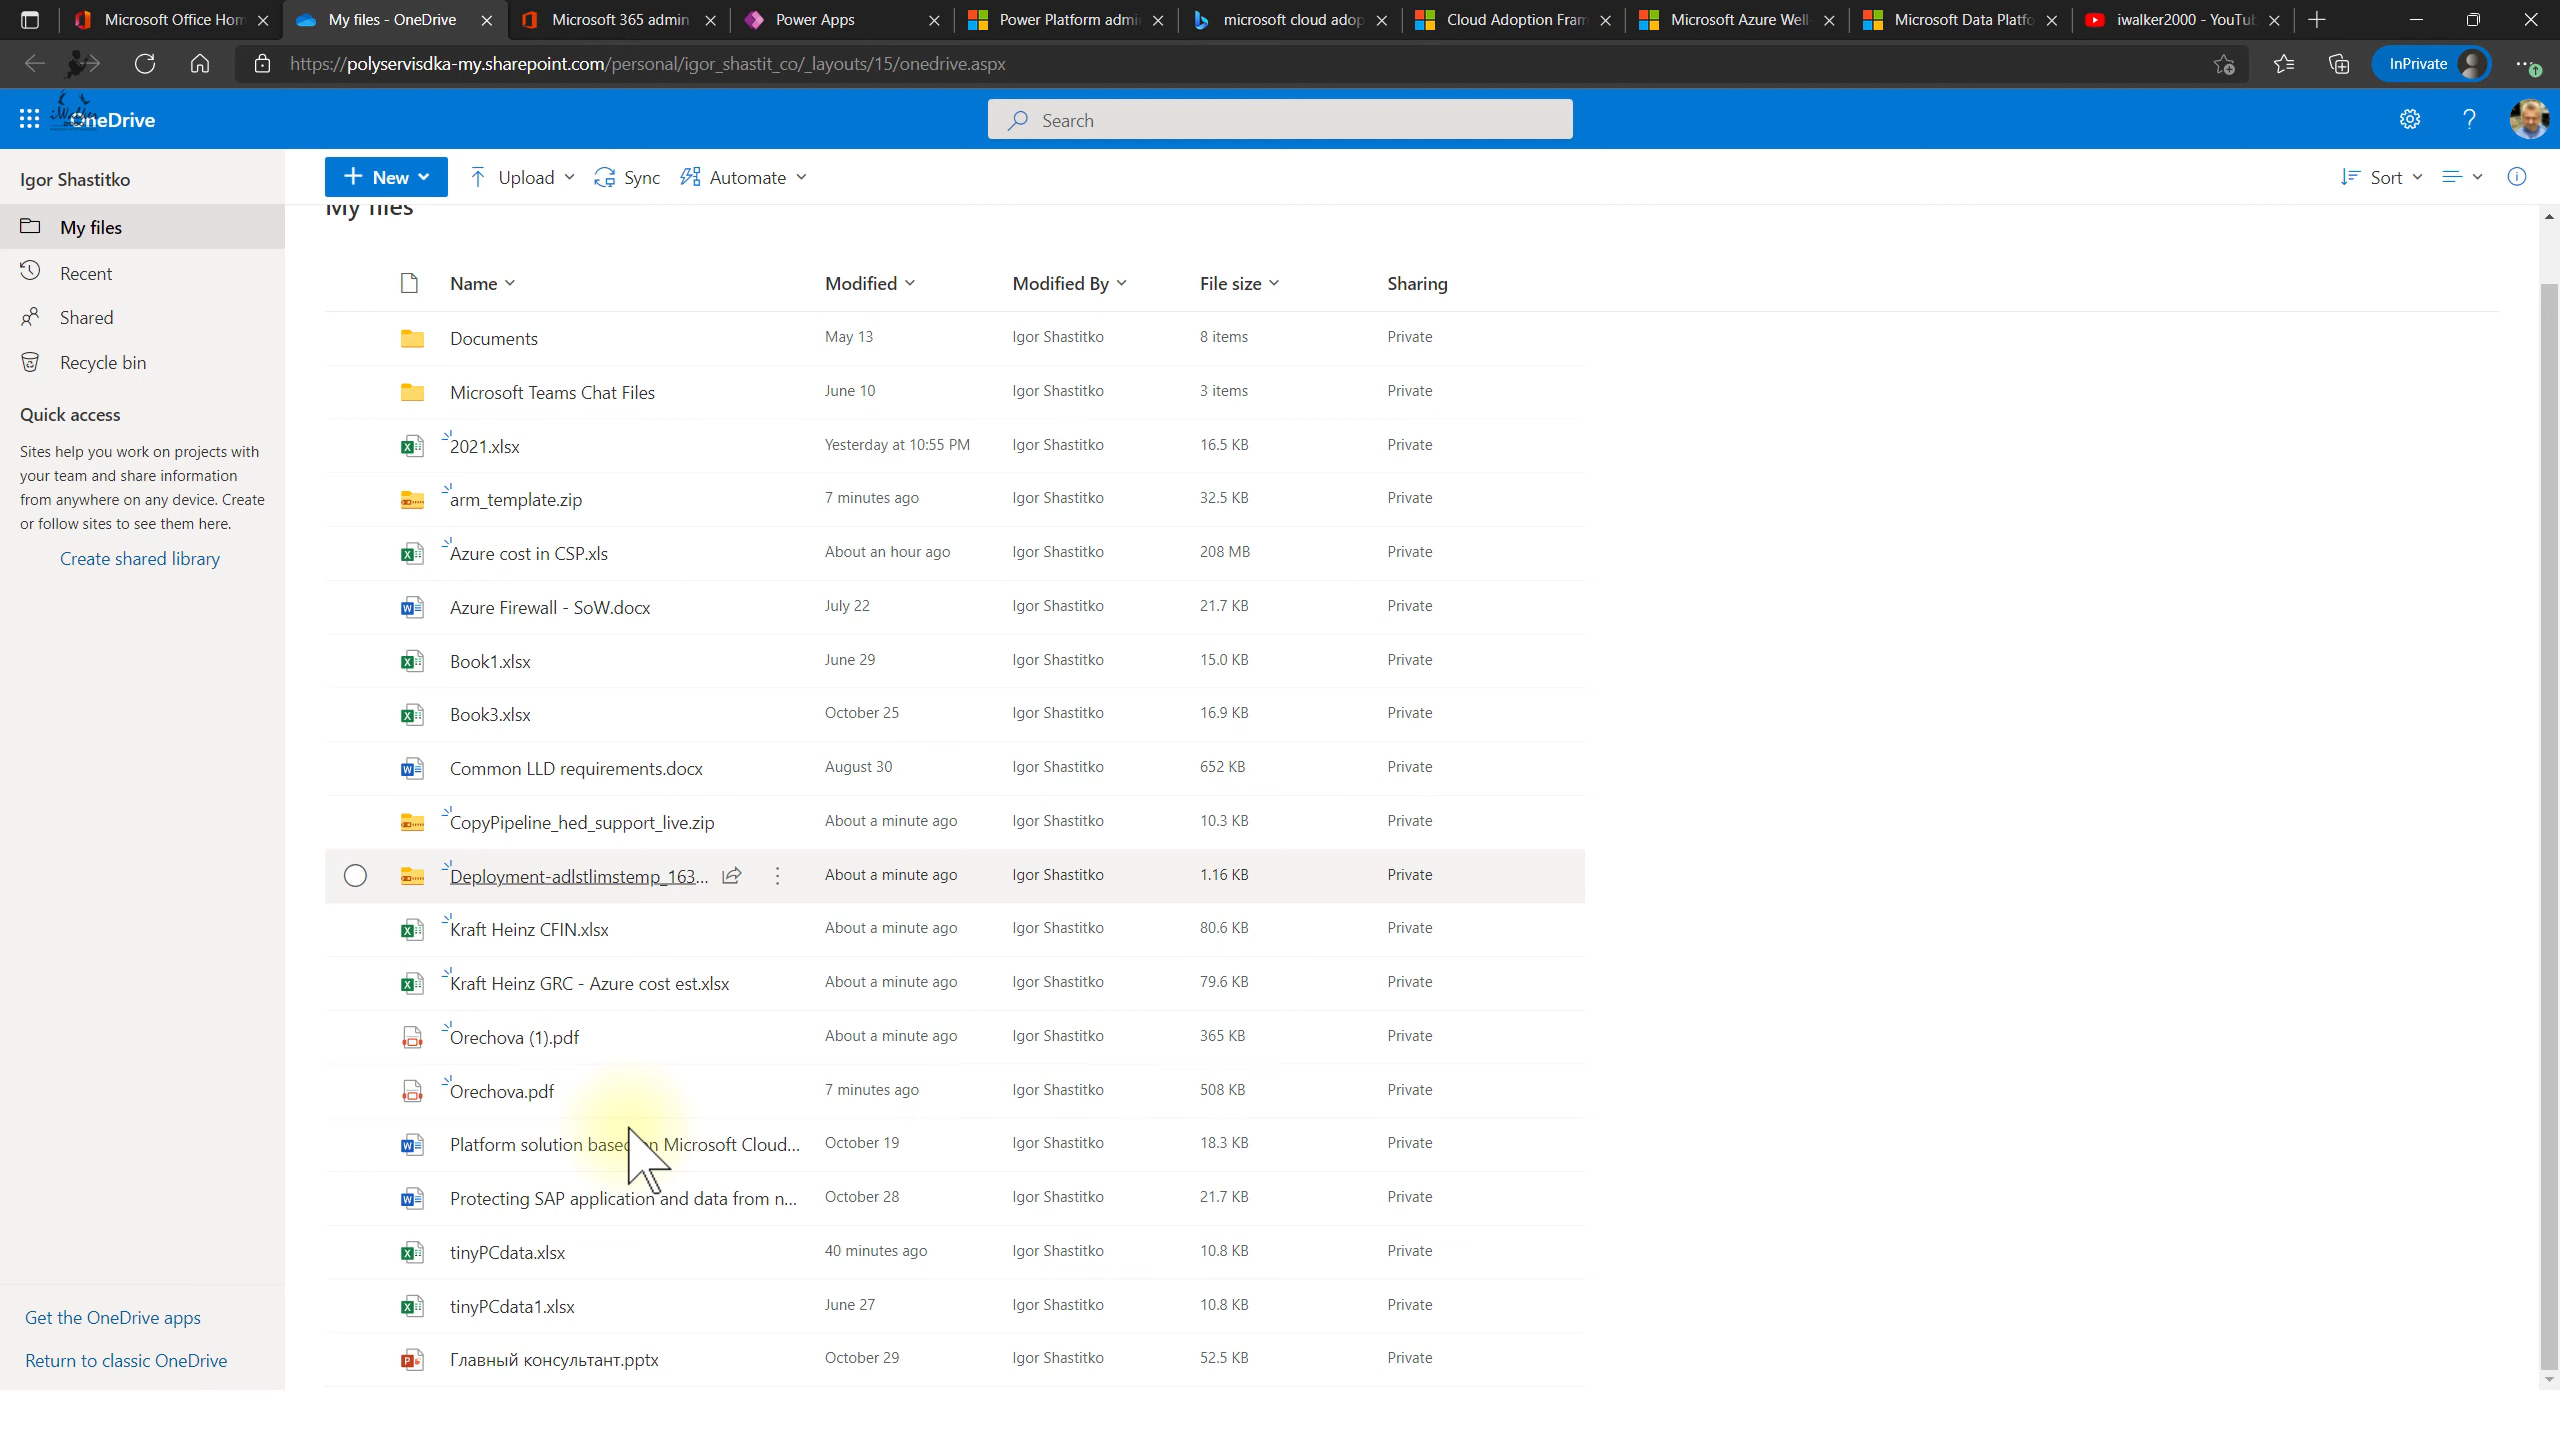 Microsoft Office Hom
My files - OneDrive
Microsoft 365 admin
Power Apps
Power Platform admi
microsoft cloud adop
Cloud Adoption Fram
Microsoft Azure Well
Microsoft Data Platfo
iwalker2000 - YouTu
https://polyservisdka-my.sharepoint.com/personal/igor_shastit_co/_layouts/15/onedrive.aspx
InPrivate
OneDrive
Search
Igor Shastitko
My files
Recent
Shared
Recycle bin
Quick access
Sites help you work on projects with
your team and share information
from anywhere on any device. Create
or follow sites to see them here.
Create shared library
Get the OneDrive apps
Return to classic OneDrive
New
Upload
Sync
Automate
Sort
My files
Name Modified Modified By File size Sharing
Documents May 13 Igor Shastitko 8 items Private
Microsoft Teams Chat Files June 10 Igor Shastitko 3 items Private
2021.xlsx Yesterday at 10:55 PM Igor Shastitko 16.5 KB Private
arm_template.zip 7 minutes ago Igor Shastitko 32.5 KB Private
Azure cost in CSP.xls About an hour ago Igor Shastitko 208 MB Private
Azure Firewall - SoW.docx July 22 Igor Shastitko 21.7 KB Private
Book1.xlsx June 29 Igor Shastitko 15.0 KB Private
Book3.xlsx October 25 Igor Shastitko 16.9 KB Private
Common LLD requirements.docx August 30 Igor Shastitko 652 KB Private
CopyPipeline_hed_support_live.zip About a minute ago Igor Shastitko 10.3 KB Private
Deployment-adlstlimstemp_163... About a minute ago Igor Shastitko 1.16 KB Private
Kraft Heinz CFIN.xlsx About a minute ago Igor Shastitko 80.6 KB Private
Kraft Heinz GRC - Azure cost est.xlsx About a minute ago Igor Shastitko 79.6 KB Private
Orechova (1).pdf About a minute ago Igor Shastitko 365 KB Private
Orechova.pdf 7 minutes ago Igor Shastitko 508 KB Private
Platform solution based on Microsoft Cloud... October 19 Igor Shastitko 18.3 KB Private
Protecting SAP application and data from n... October 28 Igor Shastitko 21.7 KB Private
tinyPCdata.xlsx 40 minutes ago Igor Shastitko 10.8 KB Private
tinyPCdata1.xlsx June 27 Igor Shastitko 10.8 KB Private
Главный консультант.pptx October 29 Igor Shastitko 52.5 KB Private